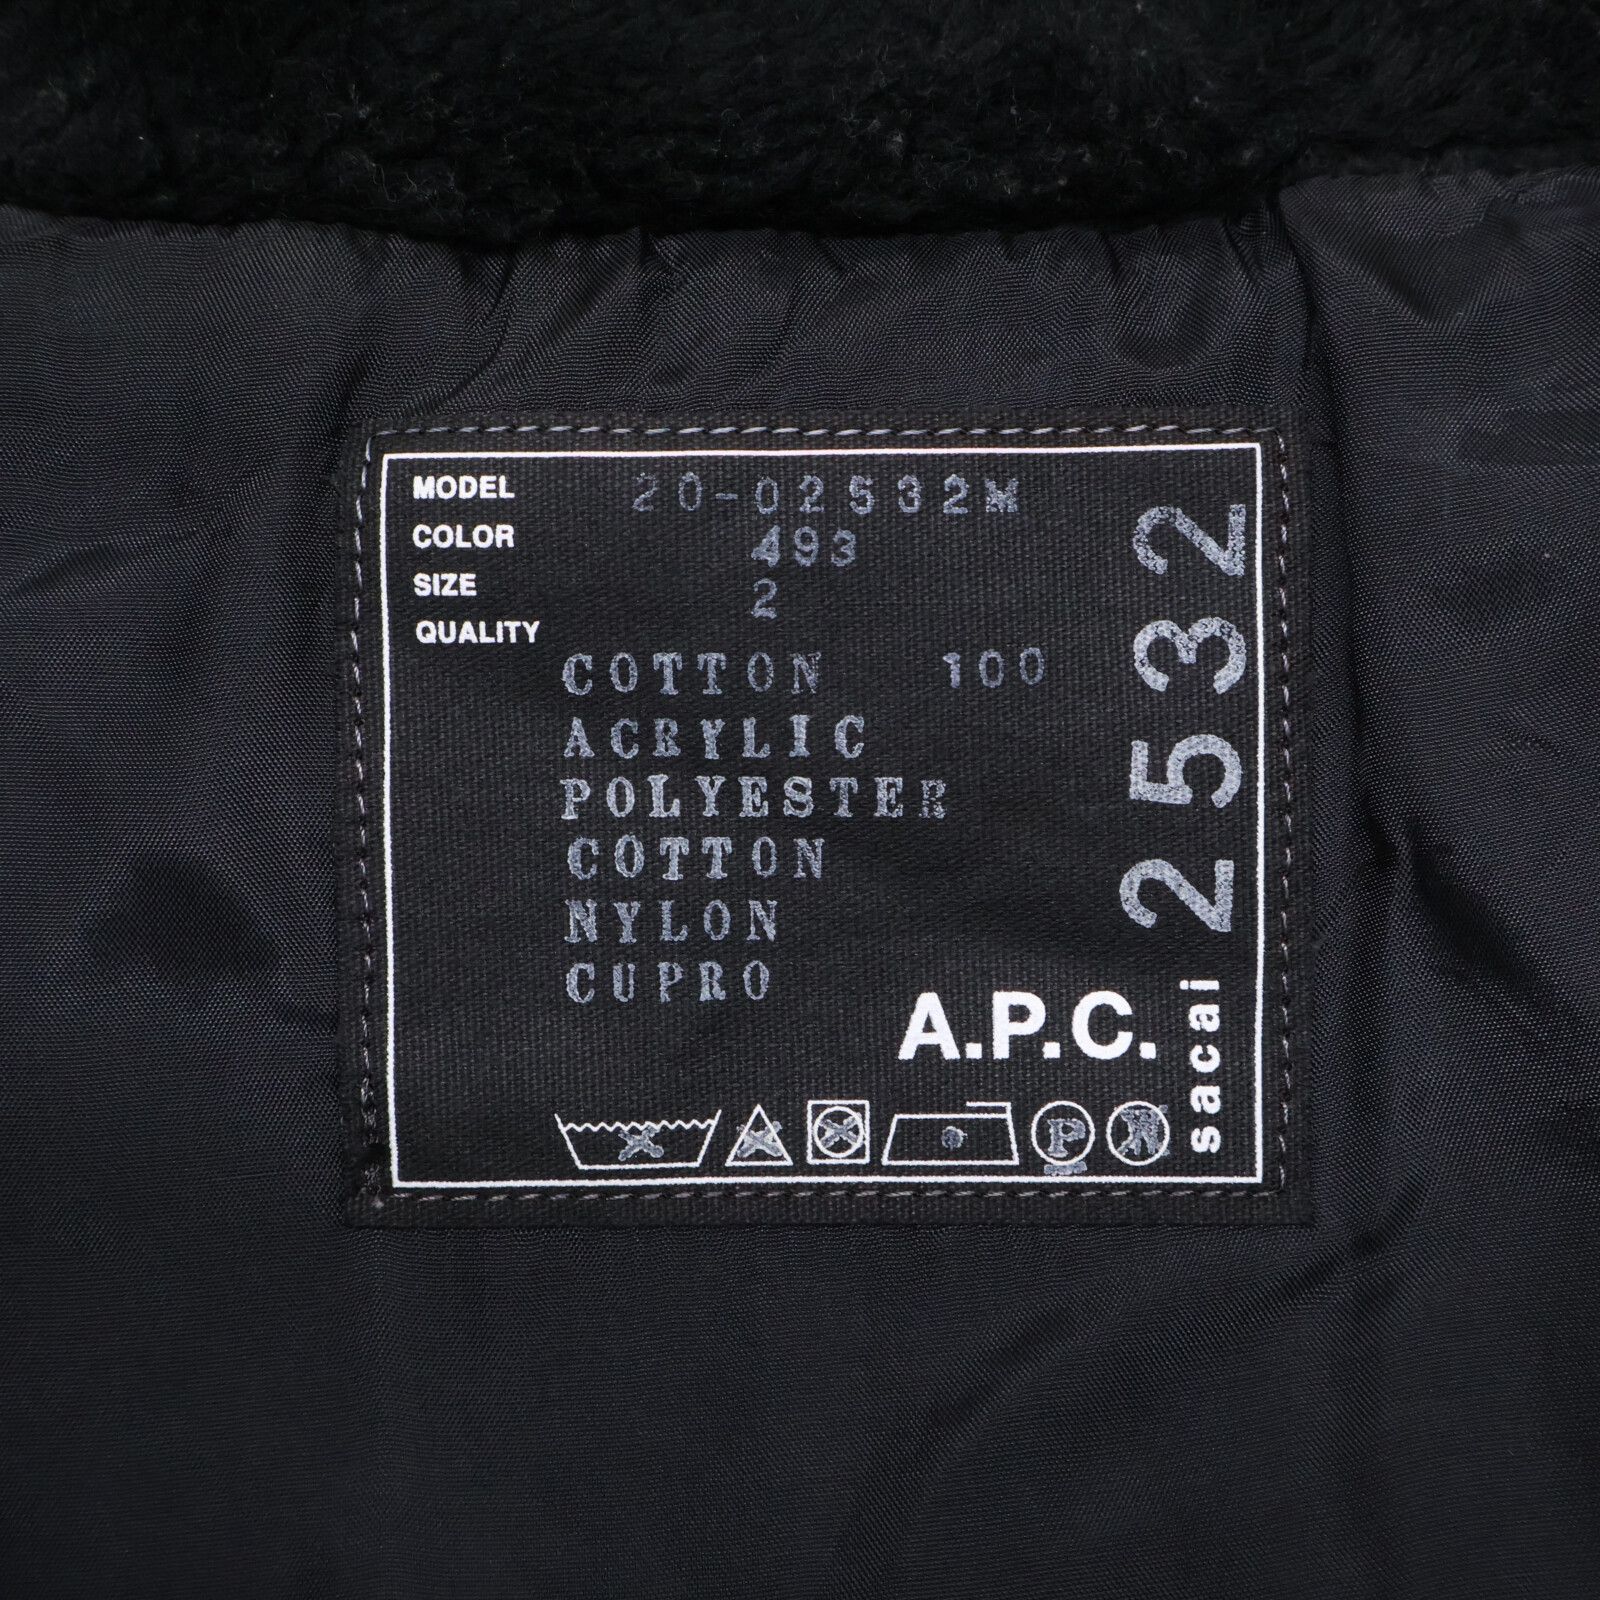 MODEL 20-02532M
COLOR 493
SIZE 2
QUALITY
COTTON 100
ACRYLIC
POLYESTER
COTTON
NYLON
CUPRO
A.P.C.
sacai
2532
P